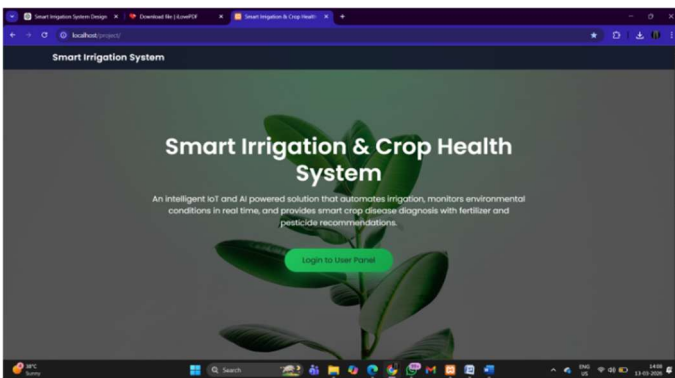 Smart Irrigation System Design
Download file | iLovePDF
Smart Irrigation & Crop Health
localhost/project/
Smart Irrigation System
Smart Irrigation & Crop Health
System
An intelligent IoT and AI powered solution that automates irrigation, monitors environmental
conditions in real time, and provides smart crop disease diagnosis with fertilizer and
pesticide recommendations.
Login to User Panel
38°C
Sunny
Search
ENG
US